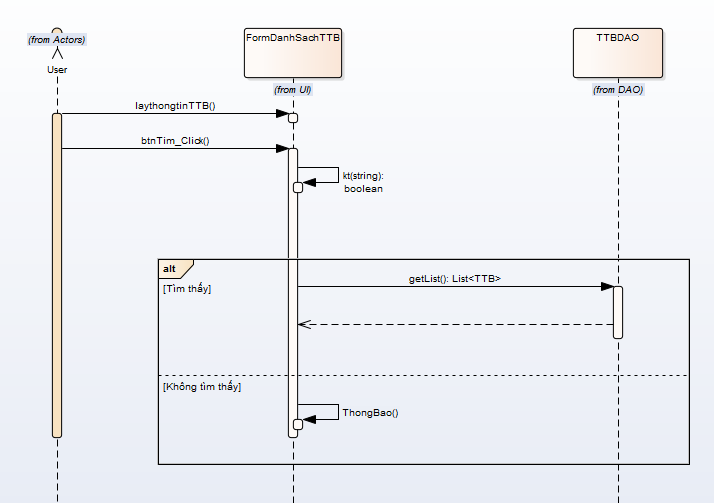 (from Actors)
User
FormDanhSachTTB
(from UI)
TTBDAO
(from DAO)
laythongtinTTB()
btnTim_Click()
kt(string):
boolean
alt
getList(): List<TTB>
[Tìm thấy]
[Không tìm thấy]
ThongBao()